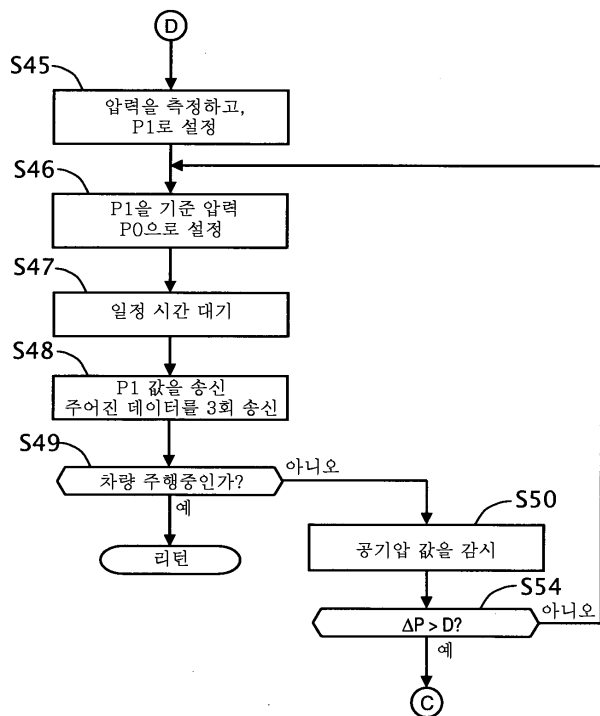 D
S45
압력을 측정하고,
P1로 설정
S46
P1을 기준 압력
P0으로 설정
S47
일정 시간 대기
S48
P1 값을 송신
주어진 데이터를 3회 송신
S49
차량 주행중인가?
아니오
예
리턴
S50
공기압 값을 감시
S54
ΔP > D?
아니오
예
C